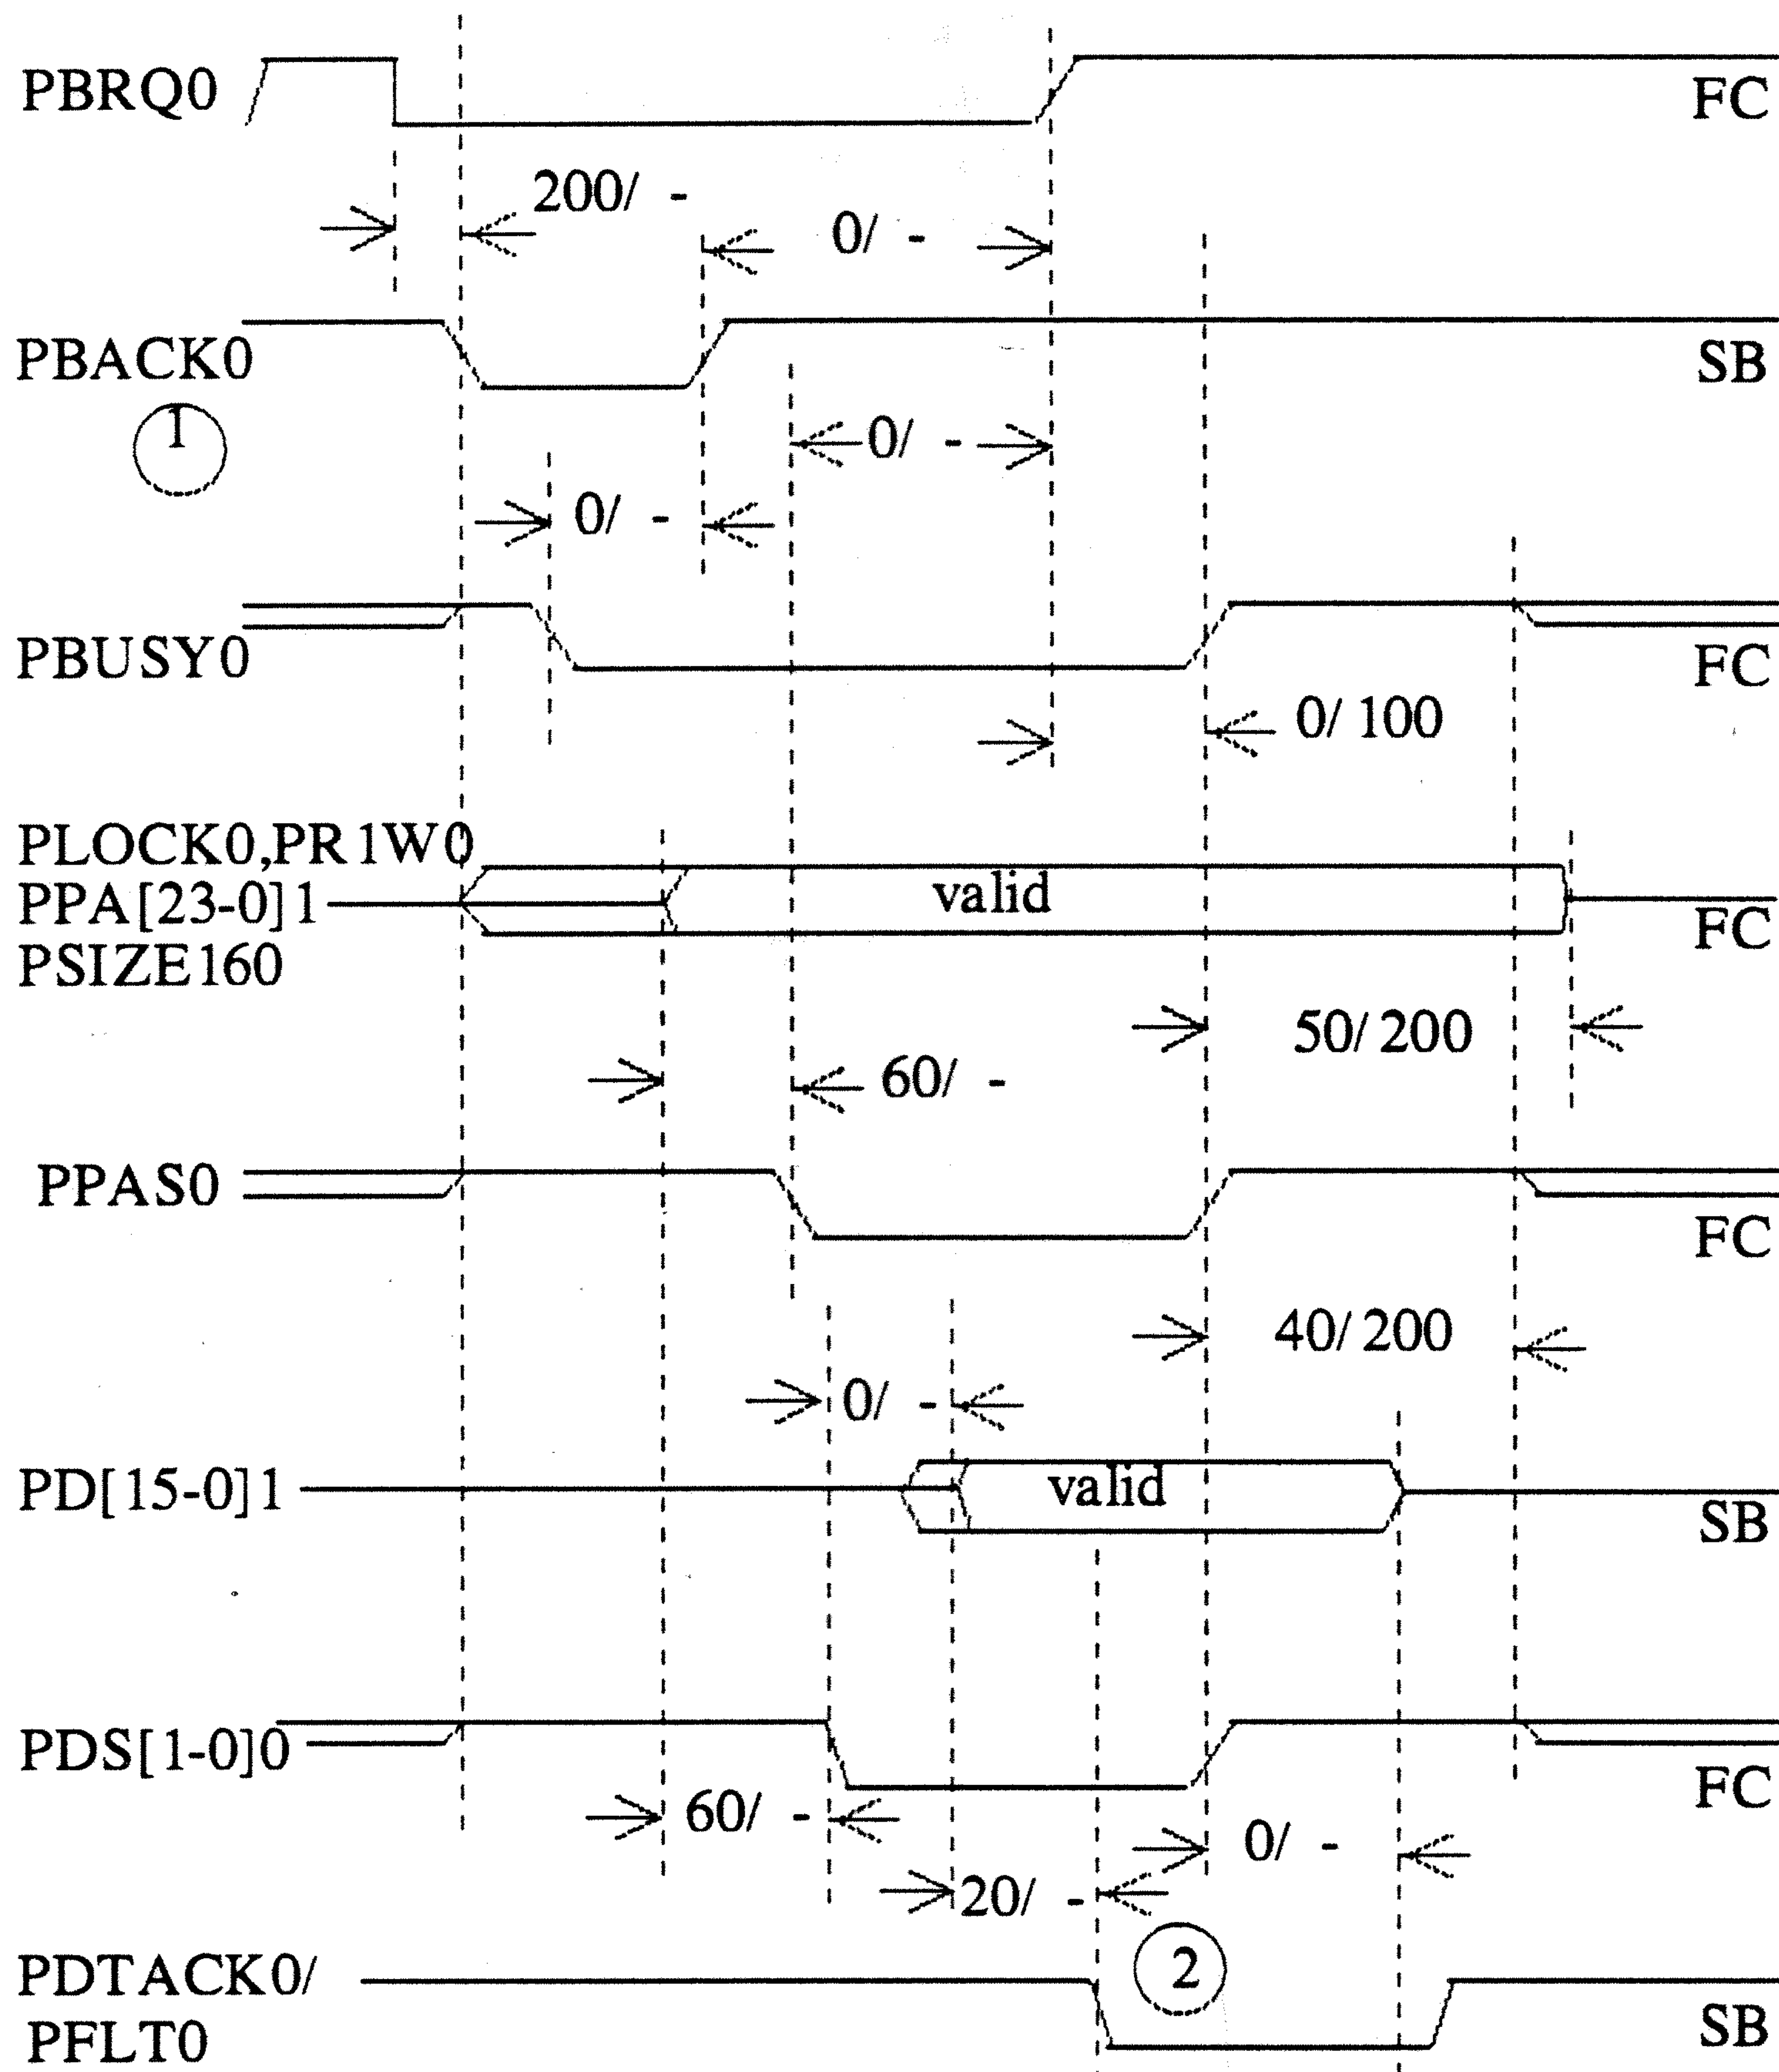 PBRQ0
FC
200/ -
0/ -
PBACK0
SB
1
0/ -
0/ -
PBUSY0
FC
0/ 100
PLOCK0,PR1W0
PPA[23-0]1
valid
FC
PSIZE160
50/ 200
60/ -
PPAS0
FC
40/ 200
0/ -
PD[15-0]1
valid
SB
PDS[1-0]0
FC
60/ -
0/ -
20/ -
2
PDTACK0/
PFLT0
SB